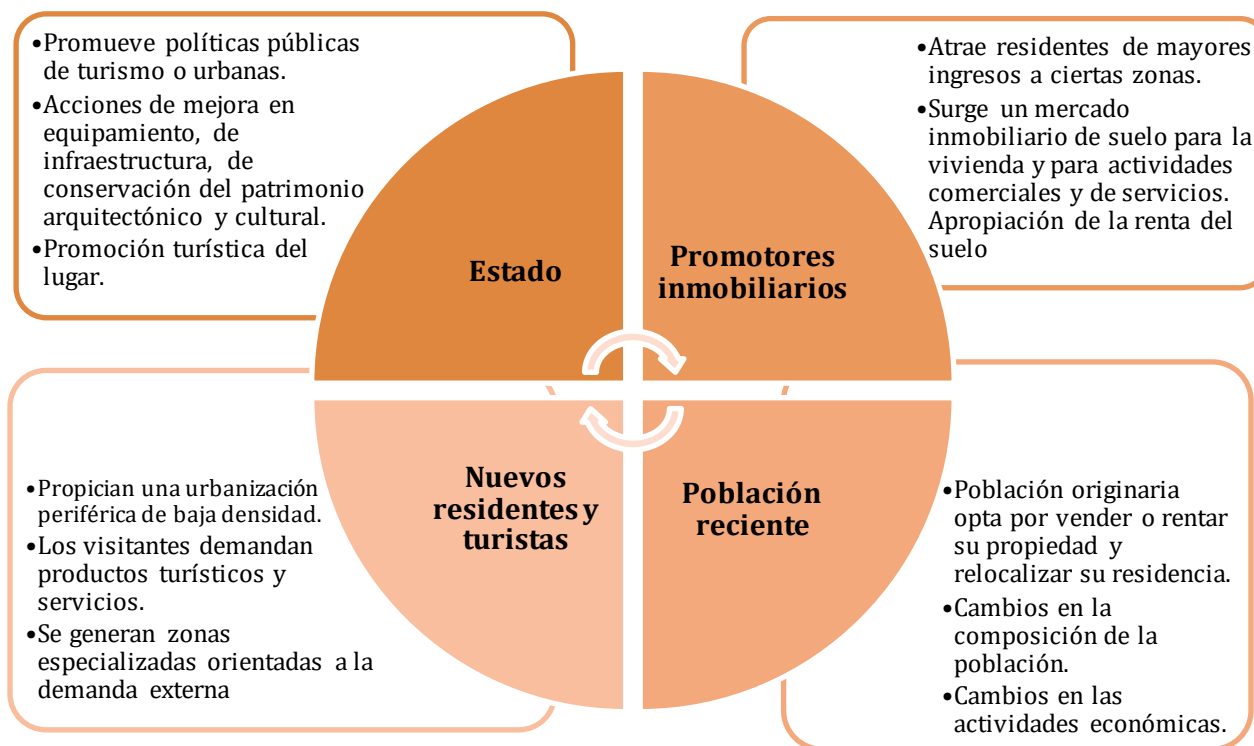 •Promueve políticas públicas
de turismo o urbanas.
•Acciones de mejora en
equipamiento, de
infraestructura, de
conservación del patrimonio
arquitectónico y cultural.
•Promoción turística del
lugar.
Estado
•Atrae residentes de mayores
ingresos a ciertas zonas.
•Surge un mercado
inmobiliario de suelo para la
vivienda y para actividades
comerciales y de servicios.
Apropiación de la renta del
suelo
Promotores
inmobiliarios
•Propician una urbanización
periférica de baja densidad.
•Los visitantes demandan
productos turísticos y
servicios.
•Se generan zonas
especializadas orientadas a la
demanda externa
Nuevos
residentes y
turistas
Población
reciente
•Población originaria
opta por vender o rentar
su propiedad y
relocalizar su residencia.
•Cambios en la
composición de la
población.
•Cambios en las
actividades económicas.